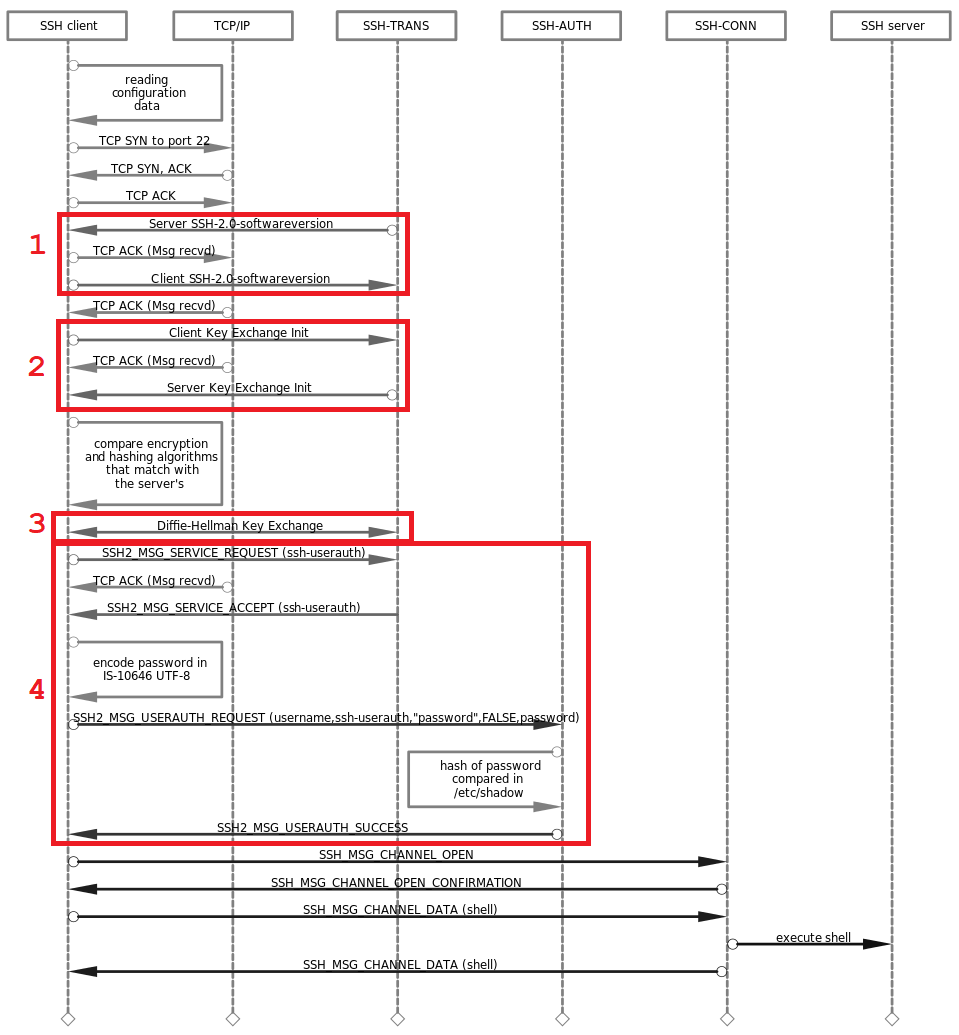 SSH client
TCP/IP
SSH-TRANS
SSH-AUTH
SSH-CONN
SSH server
reading
configuration
data
TCP SYN to port 22
TCP SYN, ACK
TCP ACK
1
Server SSH-2.0-softwareversion
TCP ACK (Msg recvd)
Client SSH-2.0-softwareversion
TCP ACK (Msg recvd)
2
Client Key Exchange Init
TCP ACK (Msg recvd)
Server Key Exchange Init
compare encryption
and hashing algorithms
that match with
the server's
3
Diffie-Hellman Key Exchange
SSH2_MSG_SERVICE_REQUEST (ssh-userauth)
TCP ACK (Msg recvd)
SSH2_MSG_SERVICE_ACCEPT (ssh-userauth)
4
encode password in
IS-10646 UTF-8
SSH2_MSG_USERAUTH_REQUEST (username,ssh-userauth,"password",FALSE,password)
hash of password
compared in
/etc/shadow
SSH2_MSG_USERAUTH_SUCCESS
SSH_MSG_CHANNEL_OPEN
SSH_MSG_CHANNEL_OPEN_CONFIRMATION
SSH_MSG_CHANNEL_DATA (shell)
execute shell
SSH_MSG_CHANNEL_DATA (shell)